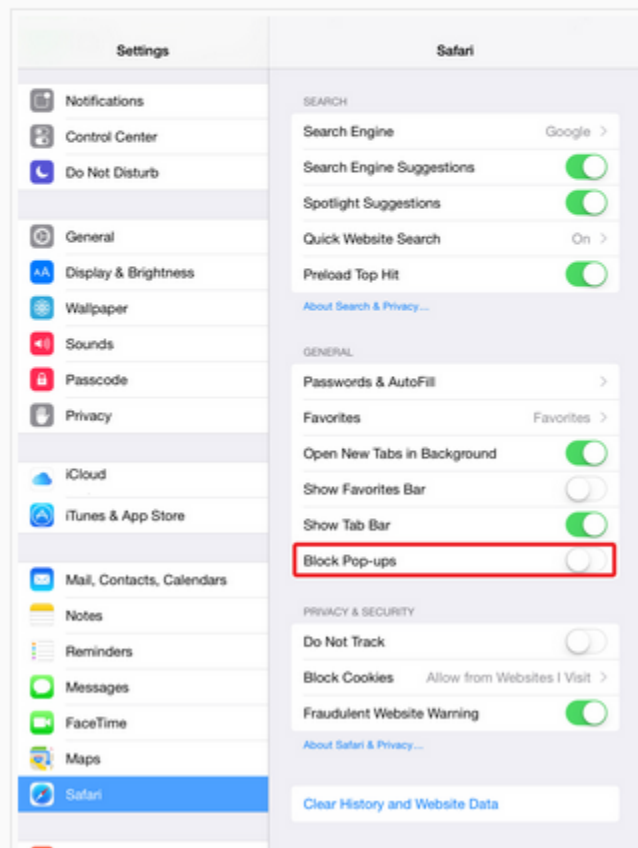 Settings
Notifications
Control Center
Do Not Disturb
General
AA Display & Brightness
Wallpaper
Sounds
Passcode
Privacy
iCloud
iTunes & App Store
Mail, Contacts, Calendars
Notes
Reminders
Messages
FaceTime
Maps
Safari
Safari
SEARCH
Search Engine Google >
Search Engine Suggestions
Spotlight Suggestions
Quick Website Search On >
Preload Top Hit
About Search & Privacy...
GENERAL
Passwords & AutoFill >
Favorites Favorites >
Open New Tabs in Background
Show Favorites Bar
Show Tab Bar
Block Pop-ups
PRIVACY & SECURITY
Do Not Track
Block Cookies Allow from Websites I Visit >
Fraudulent Website Warning
About Safari & Privacy...
Clear History and Website Data